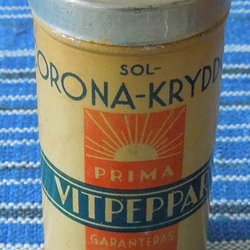 SOL-
ORONA-KRYDD
PRIMA
VITPEPPAR
GARANTERAS